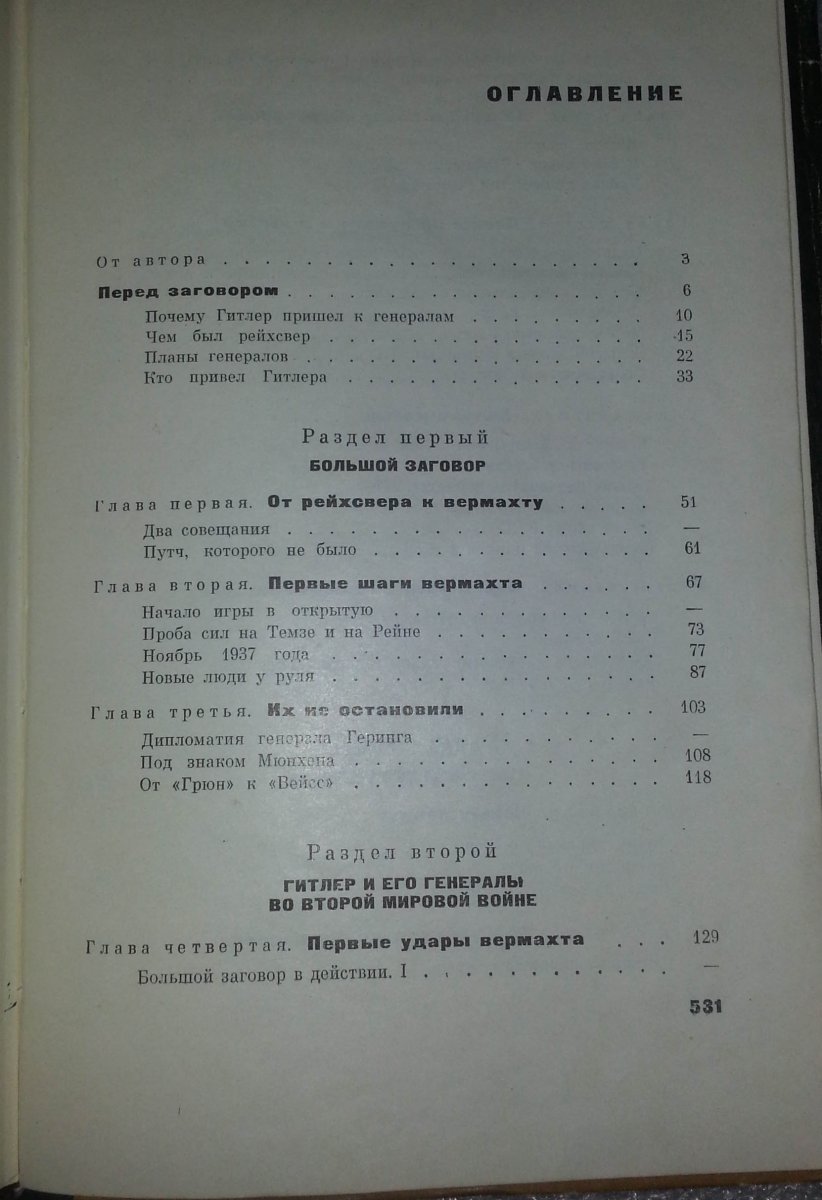 ОГЛАВЛЕНИЕ
От автора . . . . . . . . . . . . . . . . . . . . . 3
Перед заговором . . . . . . . . . . . . . . . . . . 6
Почему Гитлер пришел к генералам . . . . . . . . . 10
Чем был рейхсвер . . . . . . . . . . . . . . . . 15
Планы генералов . . . . . . . . . . . . . . . . . 22
Кто привел Гитлера . . . . . . . . . . . . . . . 33
Раздел первый
БОЛЬШОЙ ЗАГОВОР
Глава первая. От рейхсвера к вермахту . . . . . 51
Два совещания . . . . . . . . . . . . . . . . . . —
Путч, которого не было . . . . . . . . . . . . . . 61
Глава вторая. Первые шаги вермахта . . . . . . 67
Начало игры в открытую . . . . . . . . . . . . . —
Проба сил на Темзе и на Рейне . . . . . . . . . . . 73
Ноябрь 1937 года . . . . . . . . . . . . . . . . 77
Новые люди у руля . . . . . . . . . . . . . . . . 87
Глава третья. Их не остановили . . . . . . . . . 103
Дипломатия генерала Геринга . . . . . . . . . . . —
Под знаком Мюнхена . . . . . . . . . . . . . . . 108
От «Грюн» к «Вейсс» . . . . . . . . . . . . . . . 118
Раздел второй
ГИТЛЕР И ЕГО ГЕНЕРАЛЫ
ВО ВТОРОЙ МИРОВОЙ ВОЙНЕ
Глава четвертая. Первые удары вермахта . . . 129
Большой заговор в действии. I . . . . . . . . . . . . —
531